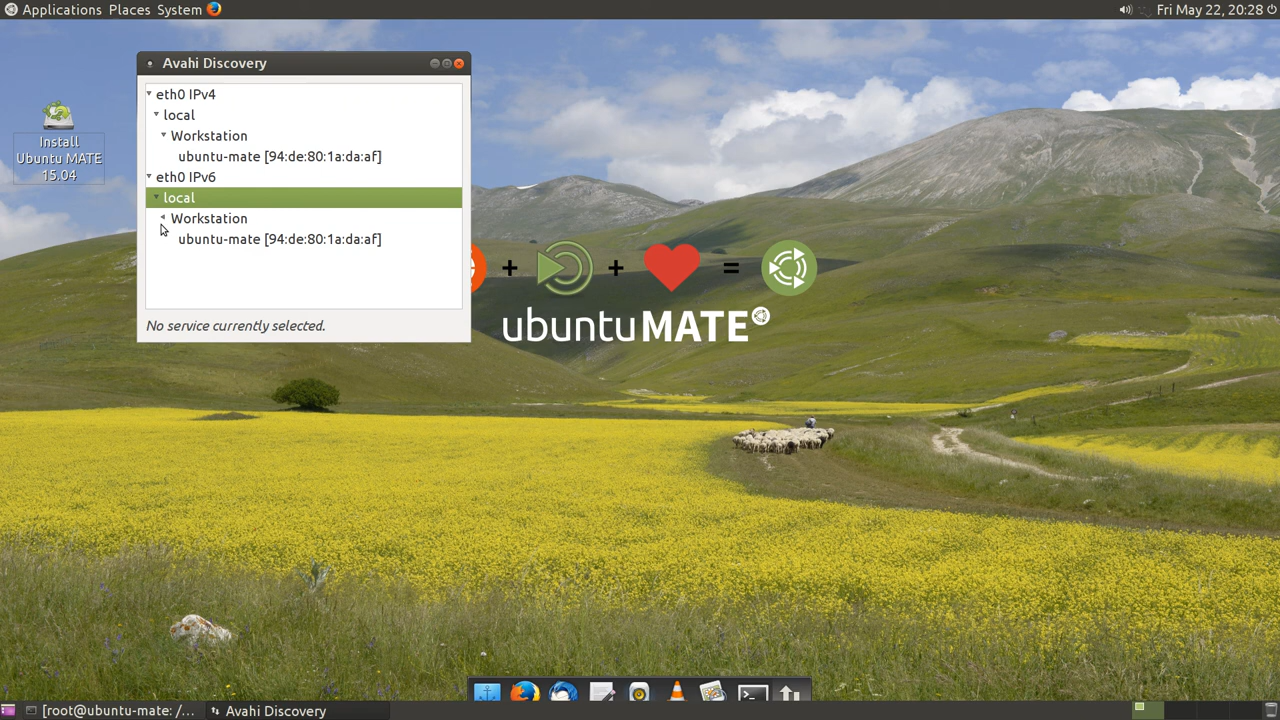 Applications Places System
Fri May 22, 20:28
Avahi Discovery
eth0 IPv4
local
Workstation
ubuntu-mate [94:de:80:1a:da:af]
eth0 IPv6
local
Workstation
ubuntu-mate [94:de:80:1a:da:af]
No service currently selected.
Install
Ubuntu MATE
15.04
+ + =
ubuntu MATE
[root@ubuntu-mate: /...
Avahi Discovery